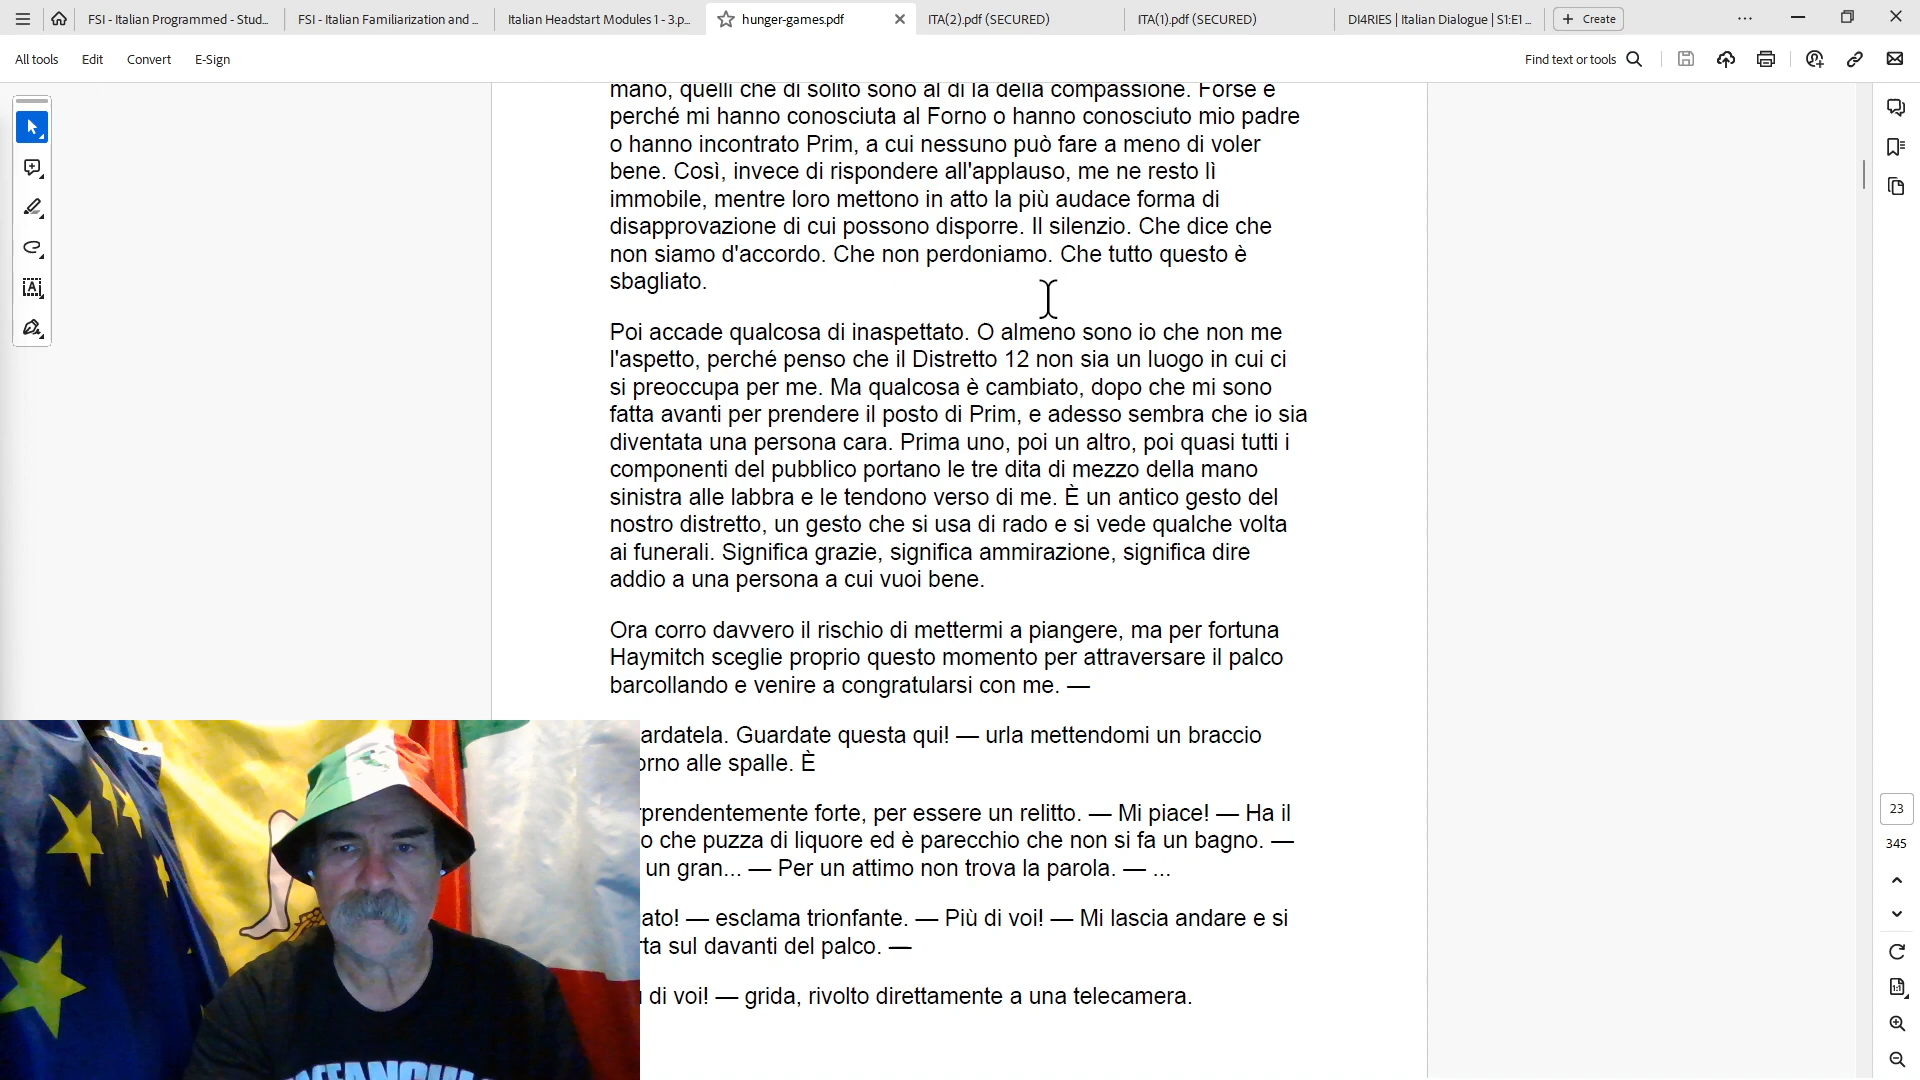 FSI - Italian Programmed - Stud...
FSI - Italian Familiarization and ...
Italian Headstart Modules 1 - 3.p...
hunger-games.pdf
ITA(2).pdf (SECURED)
ITA(1).pdf (SECURED)
DI4RIES | Italian Dialogue | S1:E1 ...
Create
All tools
Edit
Convert
E-Sign
Find text or tools
mano, quelli che di solito sono al di là della compassione. Forse è
perché mi hanno conosciuta al Forno o hanno conosciuto mio padre
o hanno incontrato Prim, a cui nessuno può fare a meno di voler
bene. Così, invece di rispondere all'applauso, me ne resto lì
immobile, mentre loro mettono in atto la più audace forma di
disapprovazione di cui possono disporre. Il silenzio. Che dice che
non siamo d'accordo. Che non perdoniamo. Che tutto questo è
sbagliato.
Poi accade qualcosa di inaspettato. O almeno sono io che non me
l'aspetto, perché penso che il Distretto 12 non sia un luogo in cui ci
si preoccupa per me. Ma qualcosa è cambiato, dopo che mi sono
fatta avanti per prendere il posto di Prim, e adesso sembra che io sia
diventata una persona cara. Prima uno, poi un altro, poi quasi tutti i
componenti del pubblico portano le tre dita di mezzo della mano
sinistra alle labbra e le tendono verso di me. È un antico gesto del
nostro distretto, un gesto che si usa di rado e si vede qualche volta
ai funerali. Significa grazie, significa ammirazione, significa dire
addio a una persona a cui vuoi bene.
Ora corro davvero il rischio di mettermi a piangere, ma per fortuna
Haymitch sceglie proprio questo momento per attraversare il palco
barcollando e venire a congratularsi con me. —
ardatela. Guardate questa qui! — urla mettendomi un braccio
orno alle spalle. È
rprendentemente forte, per essere un relitto. — Mi piace! — Ha il
o che puzza di liquore ed è parecchio che non si fa un bagno. —
un gran... — Per un attimo non trova la parola. — ...
ato! — esclama trionfante. — Più di voi! — Mi lascia andare e si
rta sul davanti del palco. —
di voi! — grida, rivolto direttamente a una telecamera.
23
345